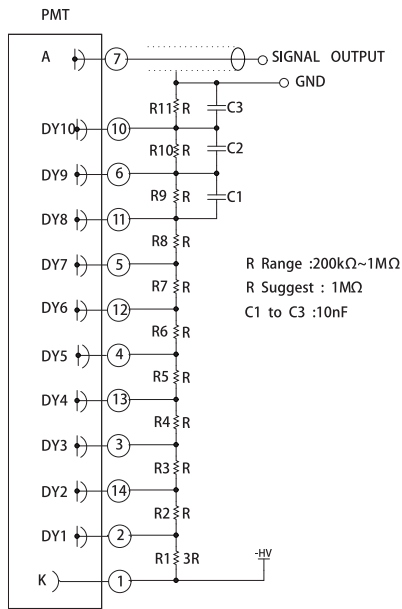 PMT
A 7 SIGNAL OUTPUT
GND
R11 R C3
DY10 10
R10 R C2
DY9 6
R9 R C1
DY8 11
R8 R
DY7 5
R Range :200kΩ~1MΩ
R7 R
R Suggest : 1MΩ
DY6 12
C1 to C3 :10nF
R6 R
DY5 4
R5 R
DY4 13
R4 R
DY3 3
R3 R
DY2 14
R2 R
DY1 2
-HV
R1 3R
K 1